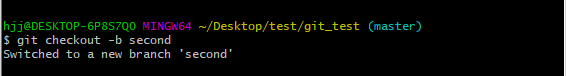 hjj@DESKTOP-6P8S7QO MINGW64 ~/Desktop/test/git_test (master)
$ git checkout -b second
Switched to a new branch 'second'